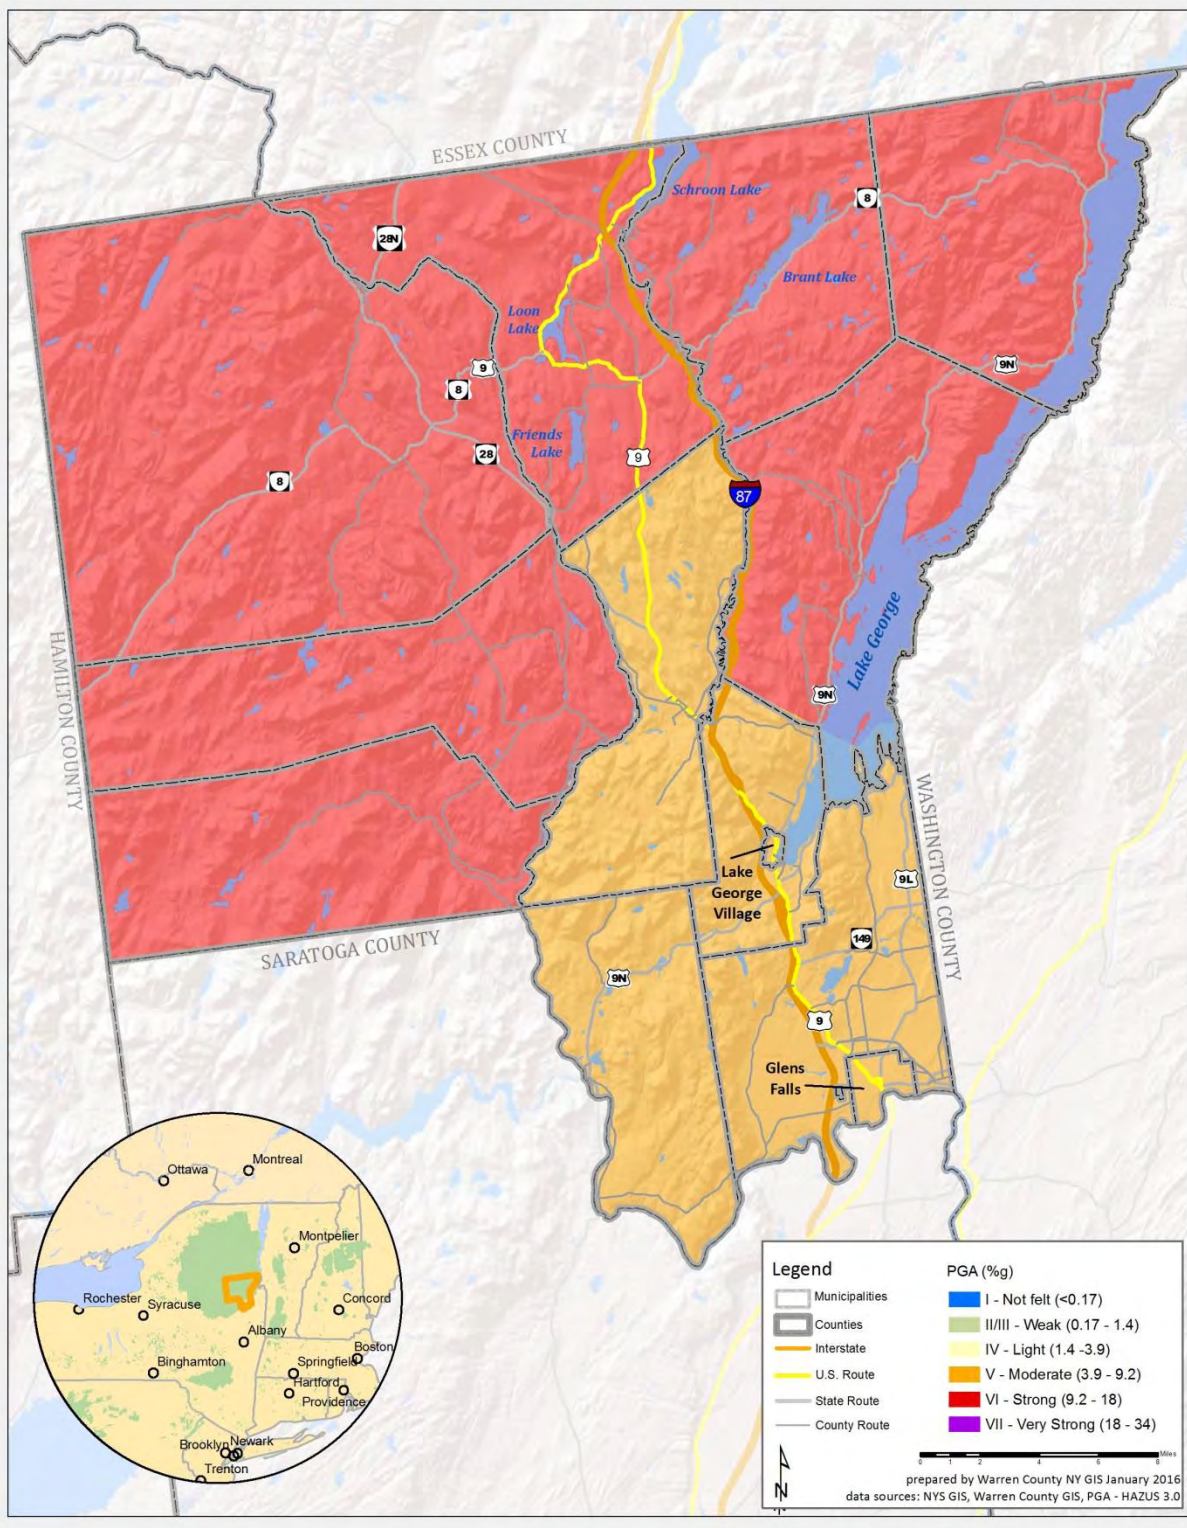 ESSEX COUNTY
Schroon Lake
8
28N
Brant Lake
Loon
Lake
9
9N
8
Friends
Lake
28
9
8
87
Lake George
HAMILTON COUNTY
9N
WASHINGTON COUNTY
Lake
George
Village
9L
149
SARATOGA COUNTY
9N
9
Glens
Falls
Ottawa
Montreal
Montpelier
Rochester
Syracuse
Concord
Albany
Boston
Binghamton
Springfield
Hartford
Providence
Brooklyn
Newark
Trenton
Legend
Municipalities
Counties
Interstate
U.S. Route
State Route
County Route
N
PGA (%g)
I - Not felt (<0.17)
II/III - Weak (0.17 - 1.4)
IV - Light (1.4 -3.9)
V - Moderate (3.9 - 9.2)
VI - Strong (9.2 - 18)
VII - Very Strong (18 - 34)
Miles
0 1 2 4 6 8
prepared by Warren County NY GIS January 2016
data sources: NYS GIS, Warren County GIS, PGA - HAZUS 3.0